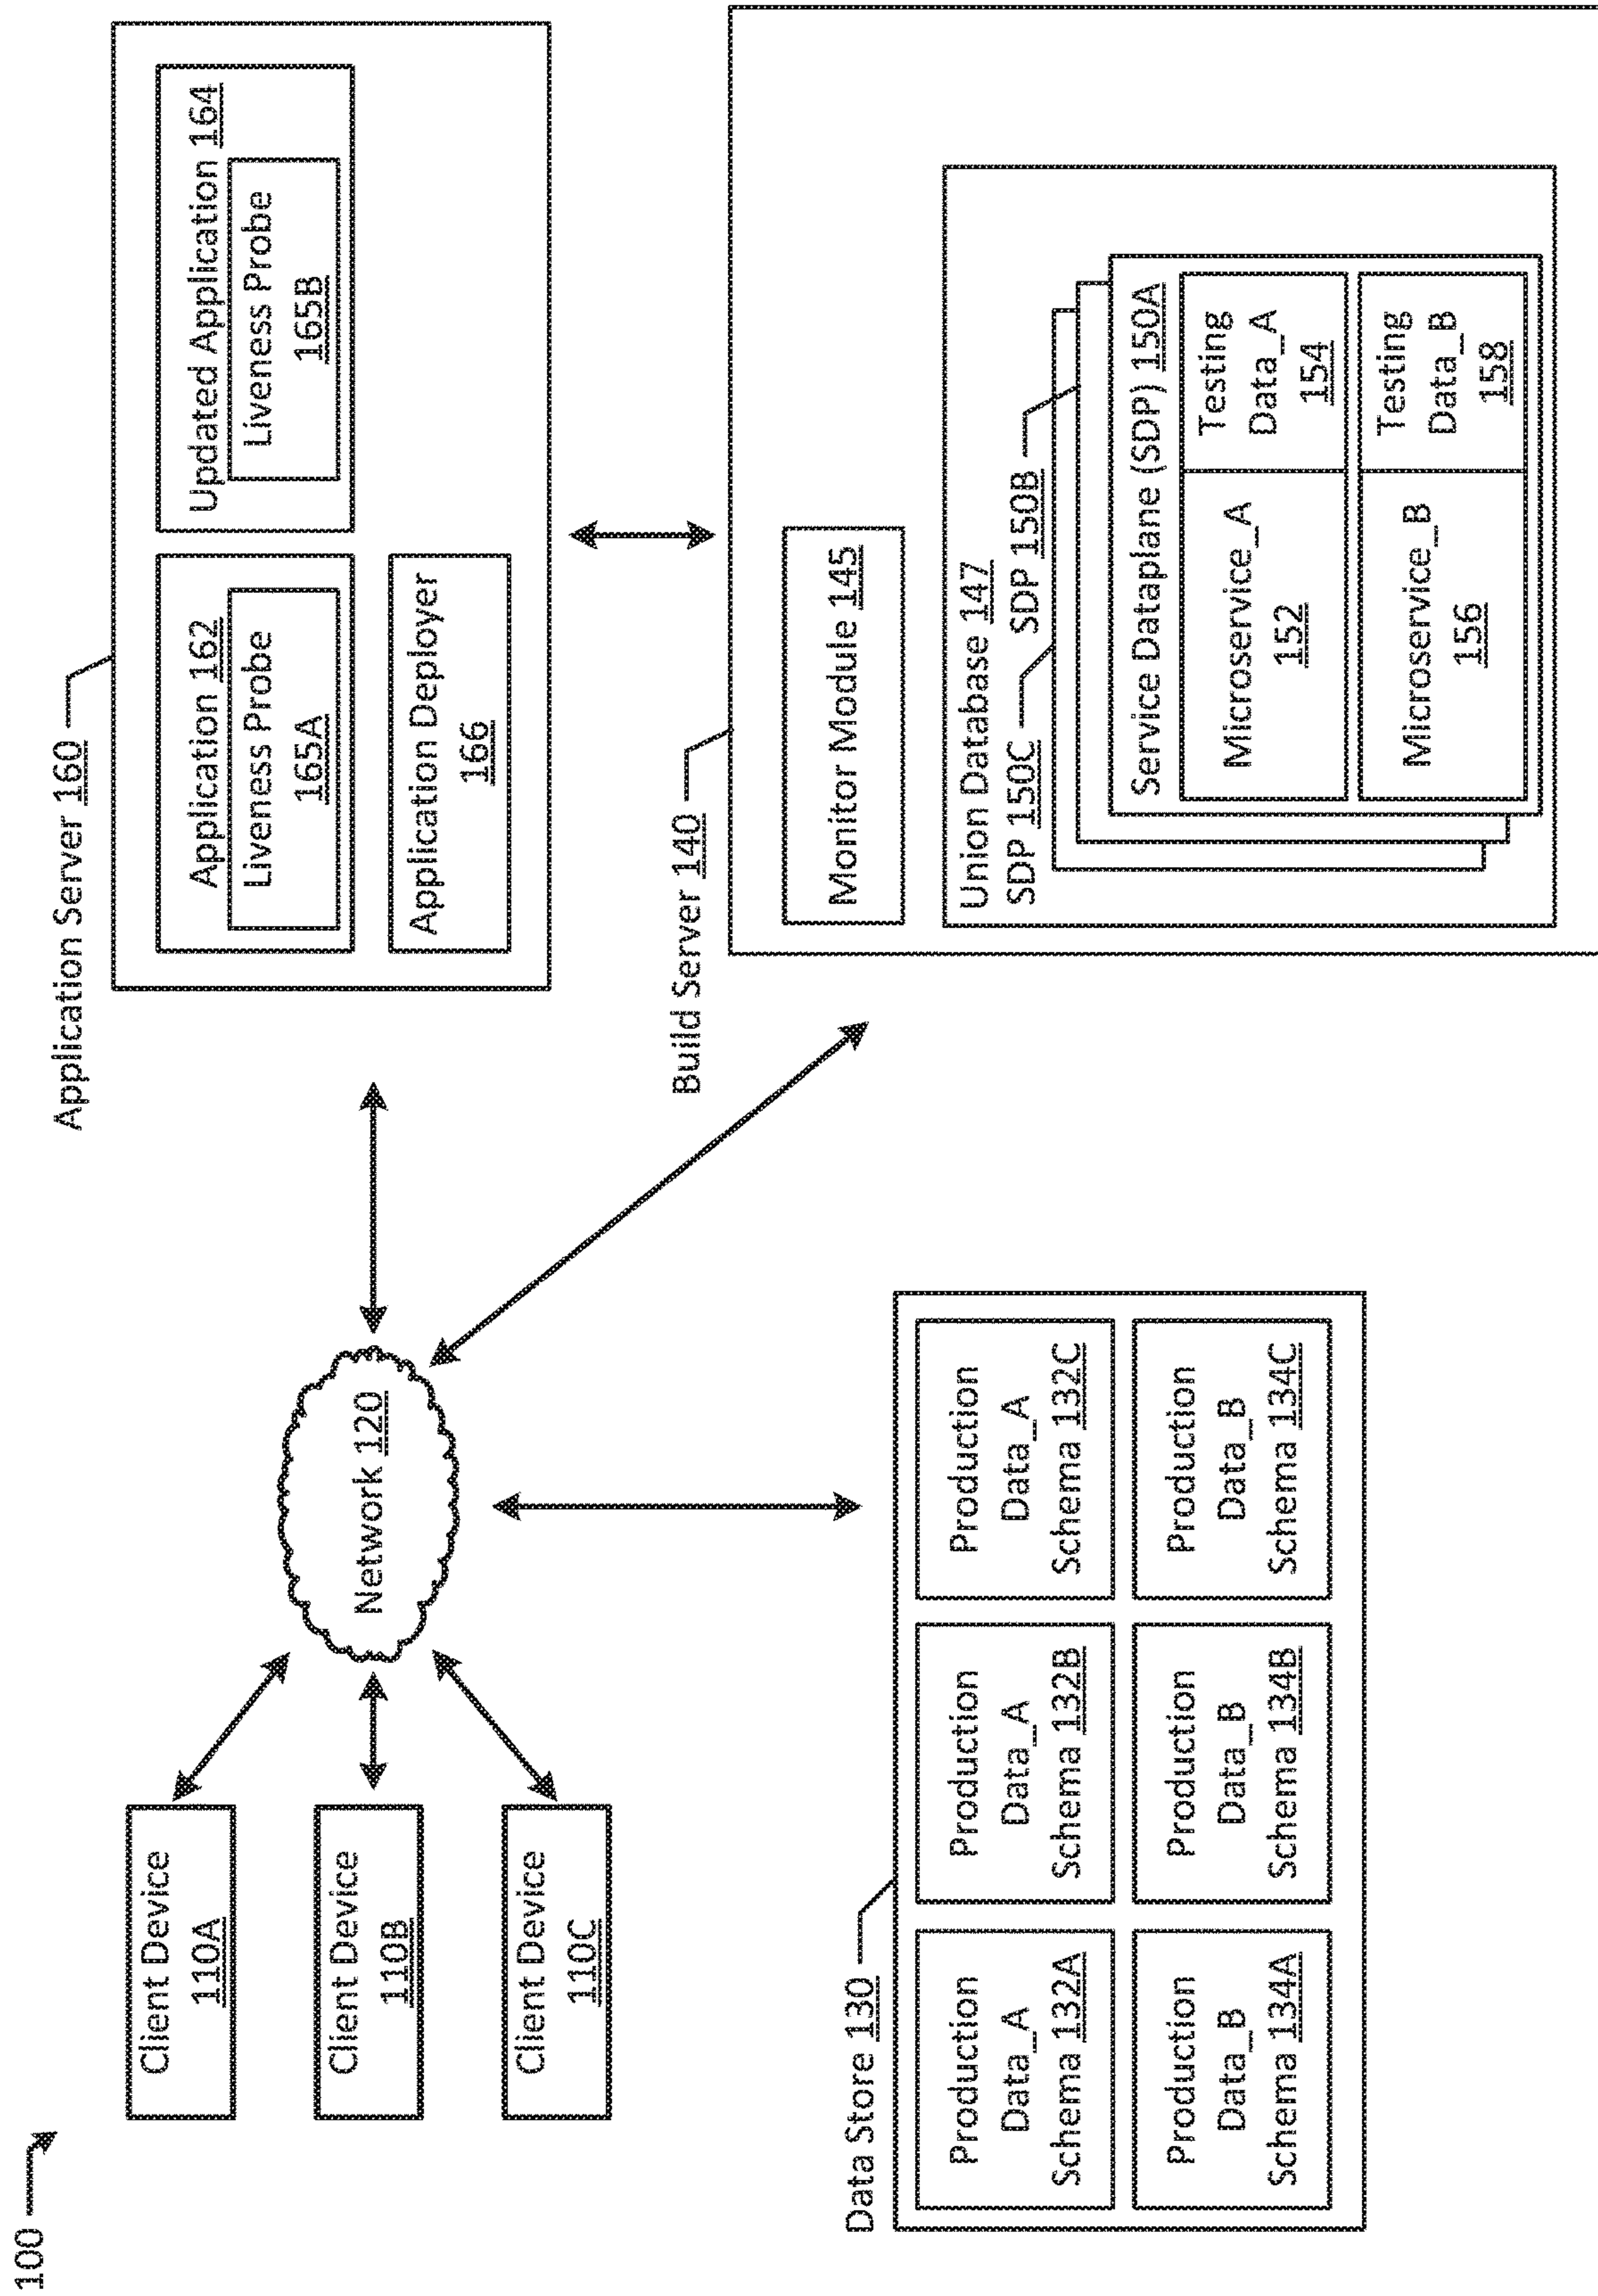 100
Client Device
110A
Client Device
110B
Client Device
110C
Network 120
Data Store 130
Production
Data_A
Schema 132A
Production
Data_A
Schema 132B
Production
Data_A
Schema 132C
Production
Data_B
Schema 134A
Production
Data_B
Schema 134B
Production
Data_B
Schema 134C
Application Server 160
Application 162
Liveness Probe
165A
Updated Application 164
Liveness Probe
165B
Application Deployer
166
Build Server 140
Monitor Module 145
Union Database 147
SDP 150C
SDP 150B
Service Dataplane (SDP) 150A
Microservice_A
152
Testing
Data_A
154
Microservice_B
156
Testing
Data_B
158